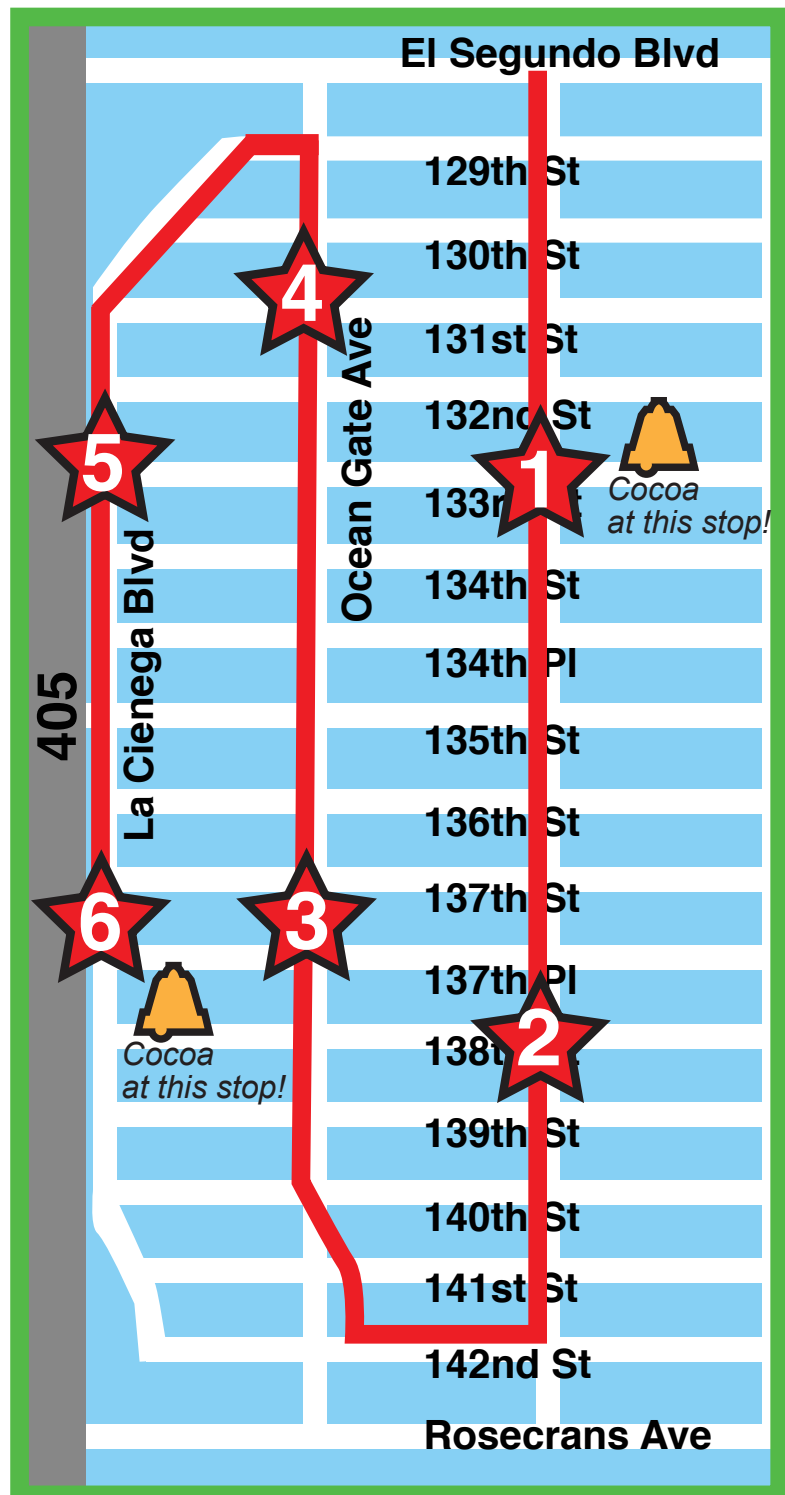 El Segundo Blvd
129th St
130th St
4
131st St
Ocean Gate Ave
132nd St
5
1
133r t
Cocoa
at this stop!
La Cienega Blvd
134th St
134th Pl
405
135th St
136th St
137th St
6
3
137th Pl
2
138t
Cocoa
at this stop!
139th St
140th St
141st St
142nd St
Rosecrans Ave